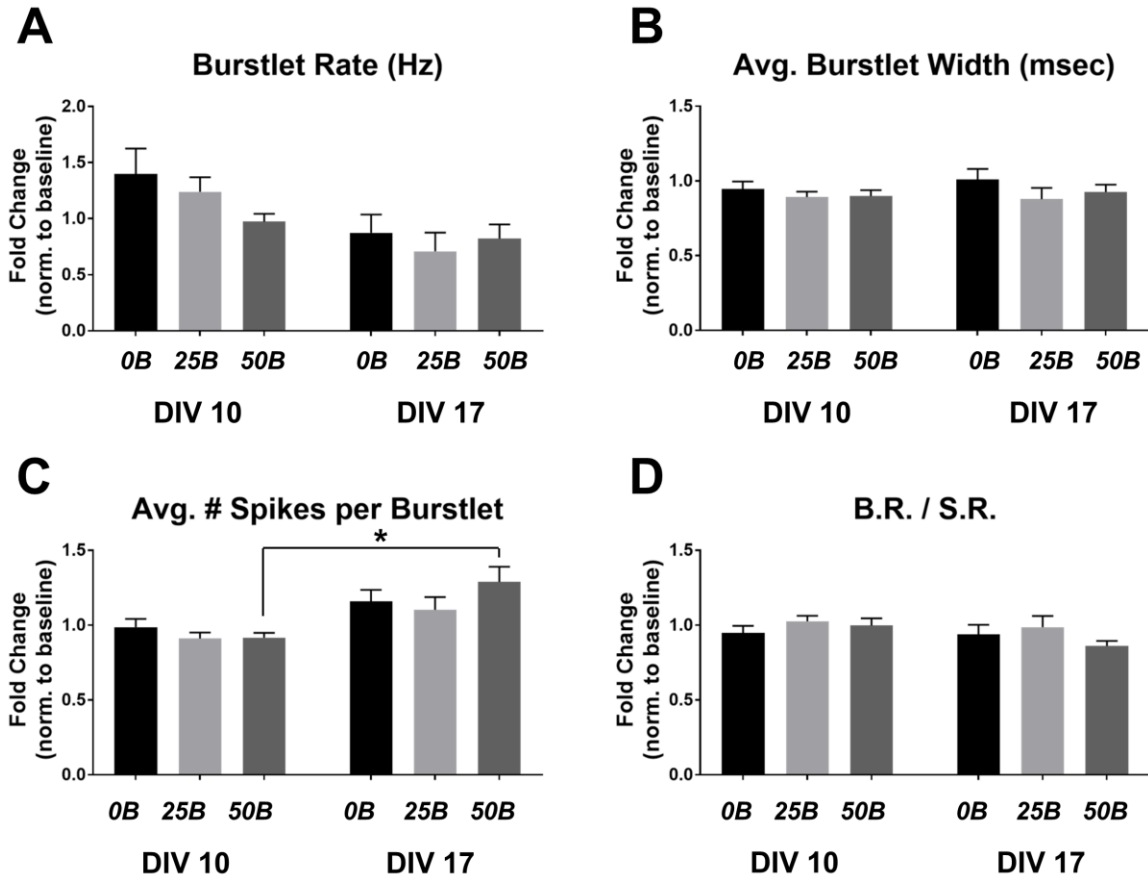 A
Burstlet Rate (Hz)
Fold Change
(norm. to baseline)
2.0
1.5
1.0
0.5
0.0
0B 25B 50B 0B 25B 50B
DIV 10 DIV 17
B
Avg. Burstlet Width (msec)
Fold Change
(norm. to baseline)
1.5
1.0
0.5
0.0
0B 25B 50B 0B 25B 50B
DIV 10 DIV 17
C
Avg. # Spikes per Burstlet
*
Fold Change
(norm. to baseline)
1.5
1.0
0.5
0.0
0B 25B 50B 0B 25B 50B
DIV 10 DIV 17
D
B.R. / S.R.
Fold Change
(norm. to baseline)
1.5
1.0
0.5
0.0
0B 25B 50B 0B 25B 50B
DIV 10 DIV 17